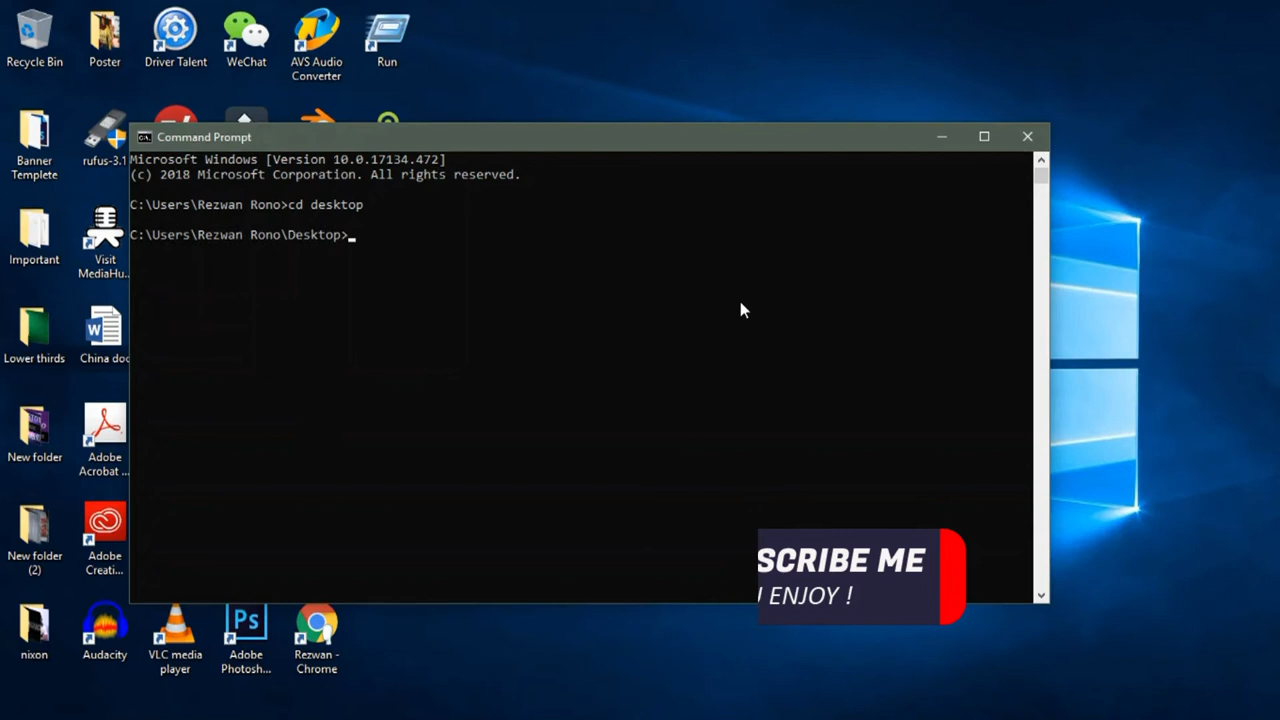 Recycle Bin
Poster
Driver Talent
WeChat
AVS Audio
Converter
Run
Banner
Templete
rufus-3.1
Important
Visit
MediaHu...
Lower thirds
China doc
New folder
Adobe
Acrobat ...
New folder
(2)
Adobe
Creati...
nixon
Audacity
VLC media
player
Adobe
Photosh...
Rezwan -
Chrome
Command Prompt
Microsoft Windows [Version 10.0.17134.472]
(c) 2018 Microsoft Corporation. All rights reserved.
C:\Users\Rezwan Rono>cd desktop
C:\Users\Rezwan Rono\Desktop>
SCRIBE ME
ENJOY !